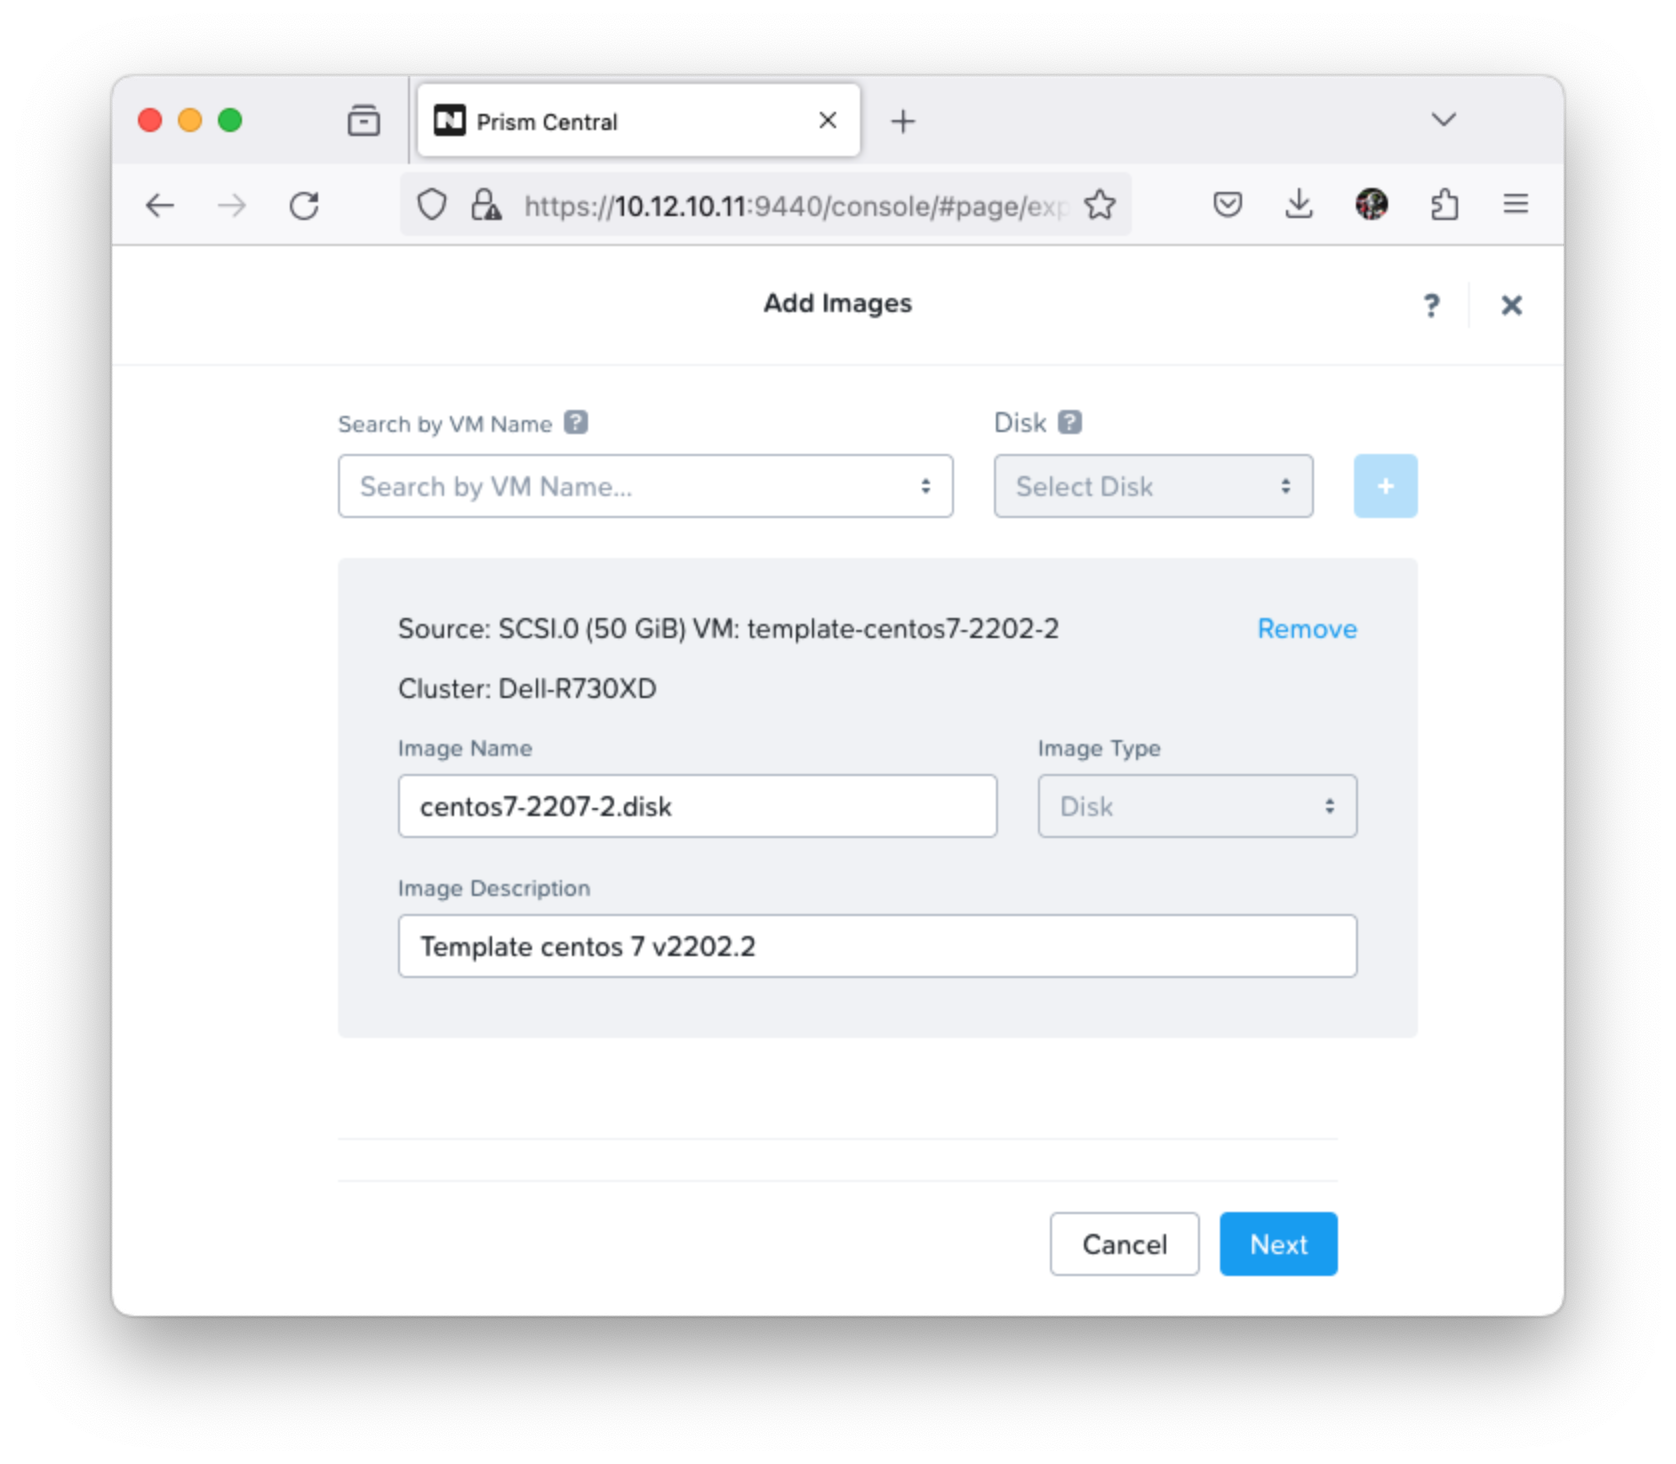 Prism Central
https://10.12.10.11:9440/console/#page/exp
Add Images
?
Search by VM Name ?
Disk ?
Search by VM Name...
Select Disk
+
Source: SCSI.0 (50 GiB) VM: template-centos7-2202-2
Remove
Cluster: Dell-R730XD
Image Name
Image Type
centos7-2207-2.disk
Disk
Image Description
Template centos 7 v2202.2
Cancel
Next